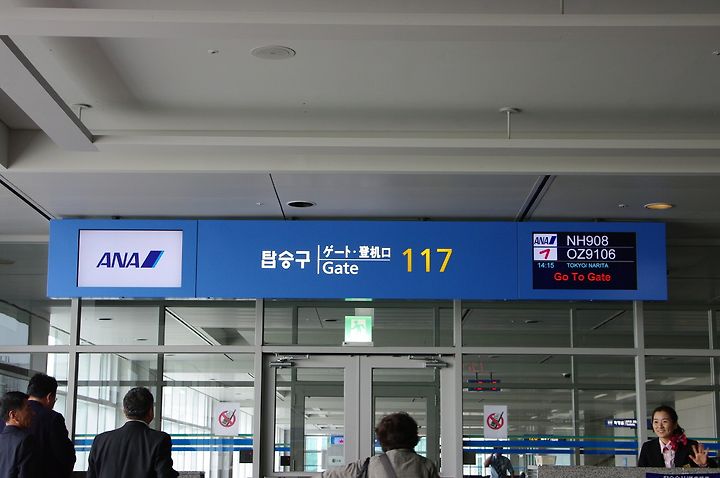 ANA
탑승구
ゲート・登机口
Gate
117
ANA NH908
OZ9106
14:15 TOKYO/ NARITA
Go To Gate